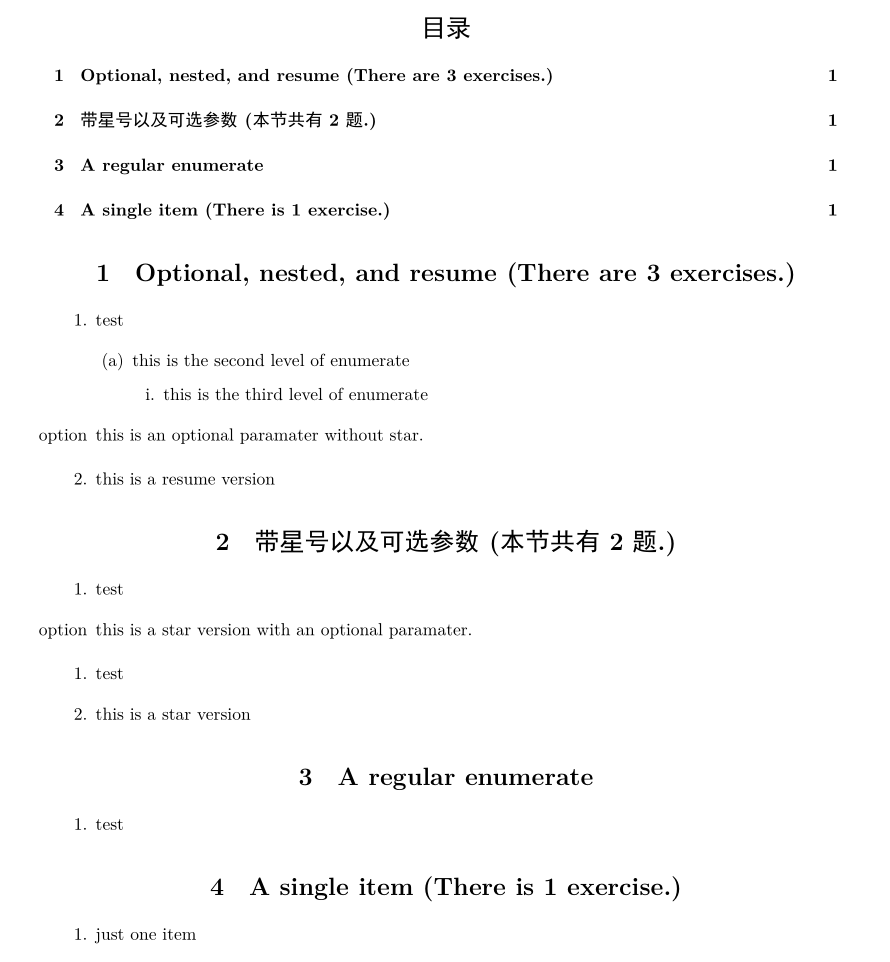 目录
1 Optional, nested, and resume (There are 3 exercises.) 1
2 带星号以及可选参数 (本节共有 2 题.) 1
3 A regular enumerate 1
4 A single item (There is 1 exercise.) 1
1 Optional, nested, and resume (There are 3 exercises.)
1. test
(a) this is the second level of enumerate
i. this is the third level of enumerate
option this is an optional paramater without star.
2. this is a resume version
2 带星号以及可选参数 (本节共有 2 题.)
1. test
option this is a star version with an optional paramater.
1. test
2. this is a star version
3 A regular enumerate
1. test
4 A single item (There is 1 exercise.)
1. just one item